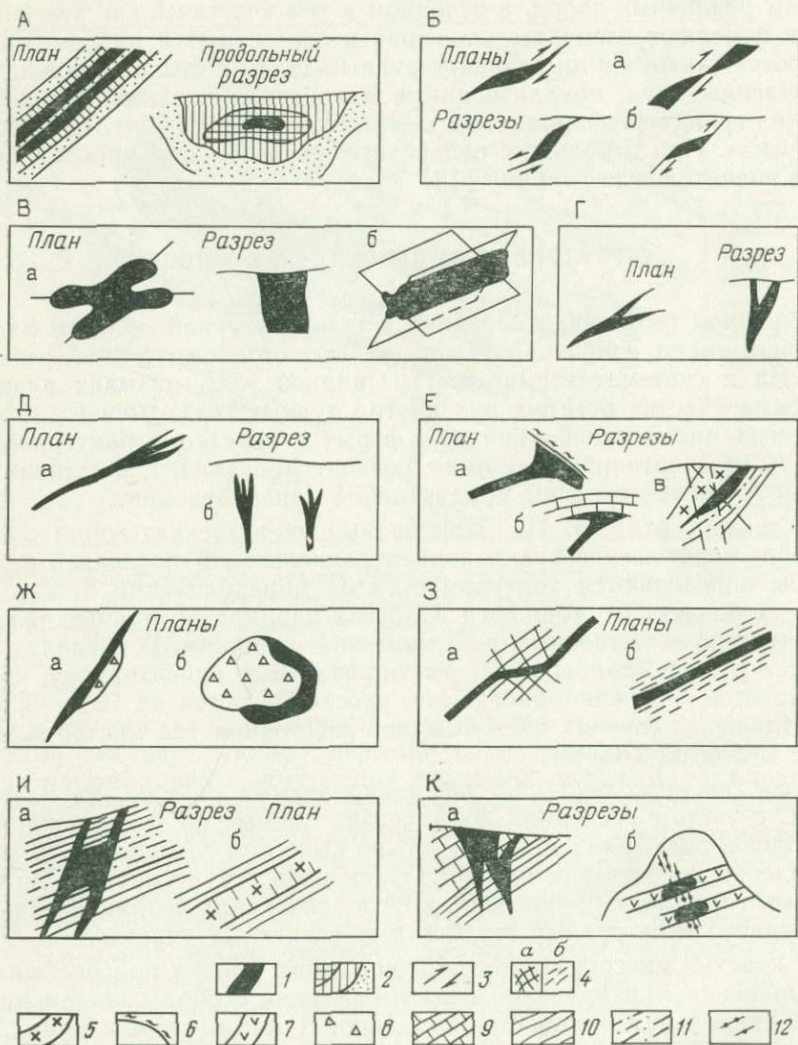 А
Б
План
Продольный разрез
Планы
а
Разрезы
б
В
Г
План
Разрез
б
а
План
Разрез
Д
Е
План
Разрез
а
б
План
Разрезы
а
б
в
Ж
З
Планы
а
б
Планы
а
б
И
К
а
Разрез
План
б
а
Разрезы
б
а
б
1
2
3
4
5
6
7
8
9
10
11
12